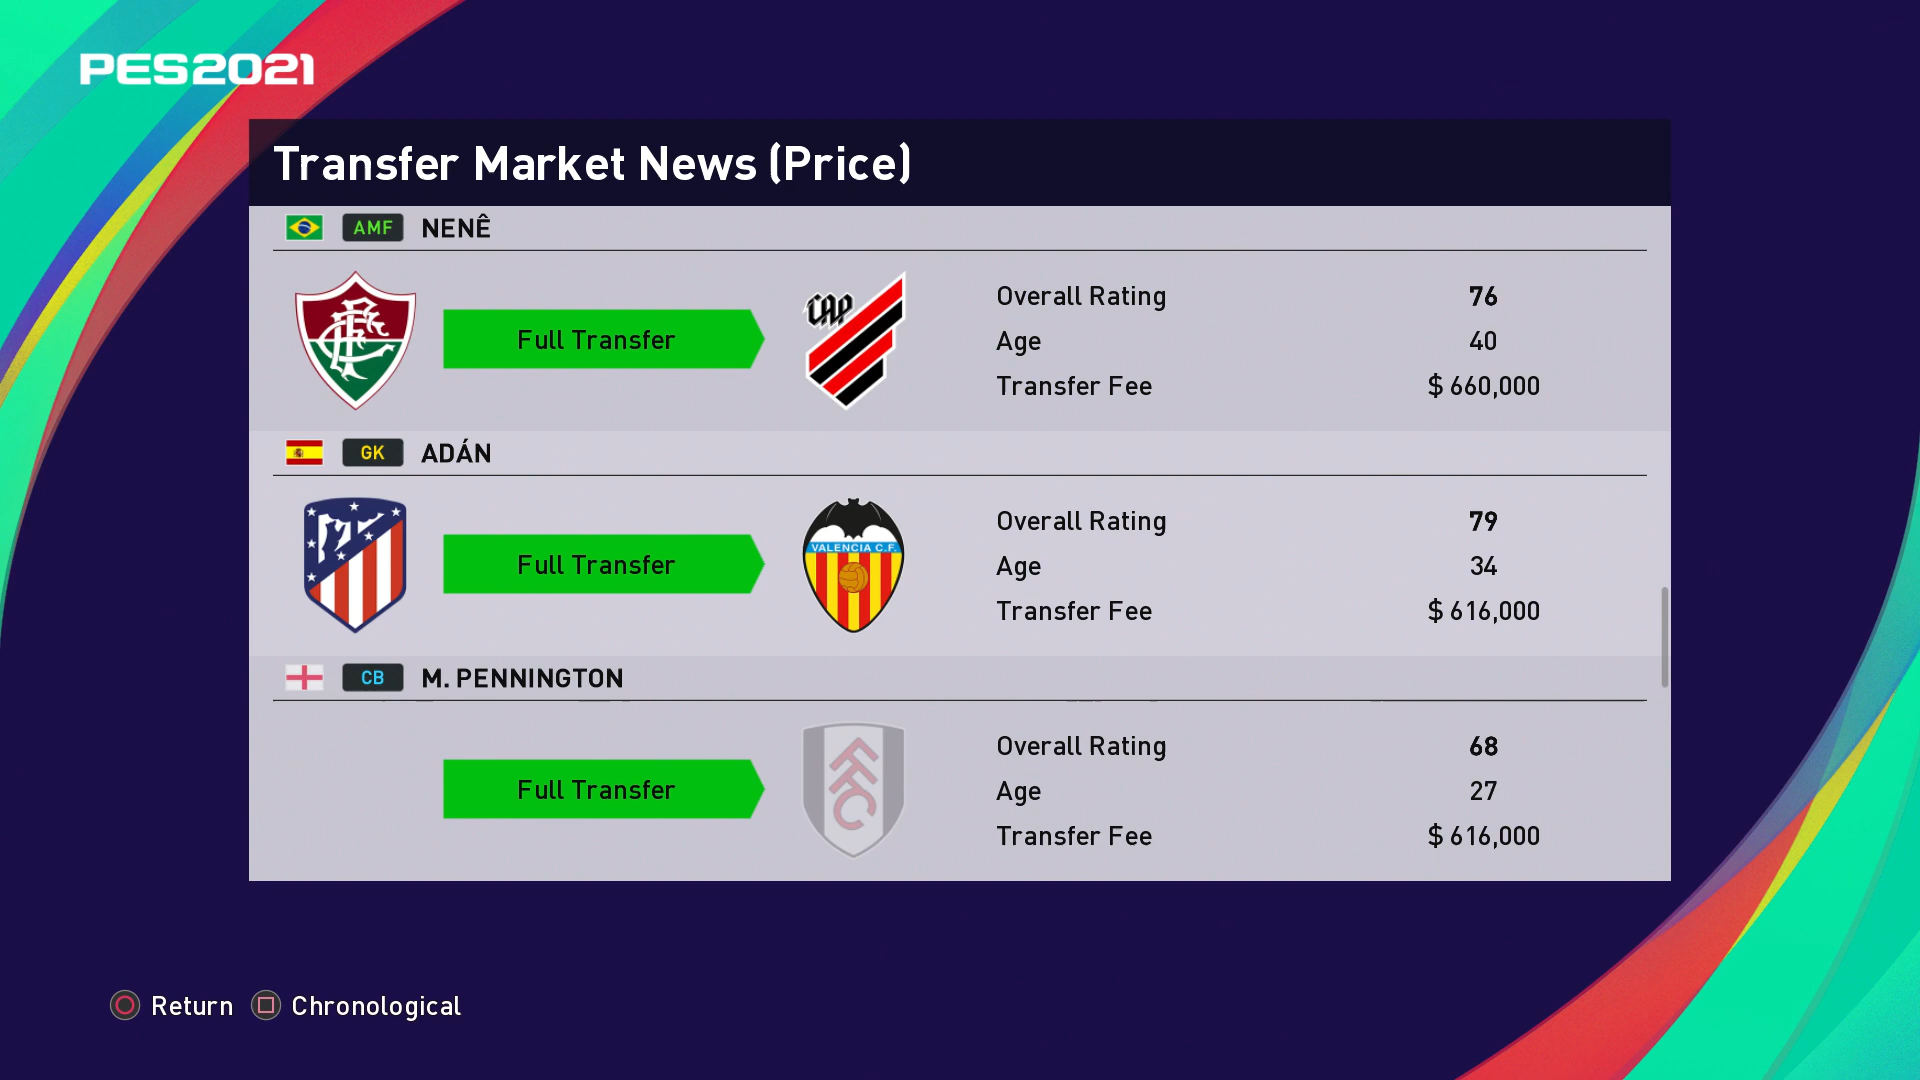 PES2021
Transfer Market News (Price)
AMF NENÊ
CAP
Full Transfer
Overall Rating 76
Age 40
Transfer Fee $ 660,000
GK ADÁN
VALENCIA C.F.
Full Transfer
Overall Rating 79
Age 34
Transfer Fee $ 616,000
CB M. PENNINGTON
FFC
Full Transfer
Overall Rating 68
Age 27
Transfer Fee $ 616,000
Return Chronological